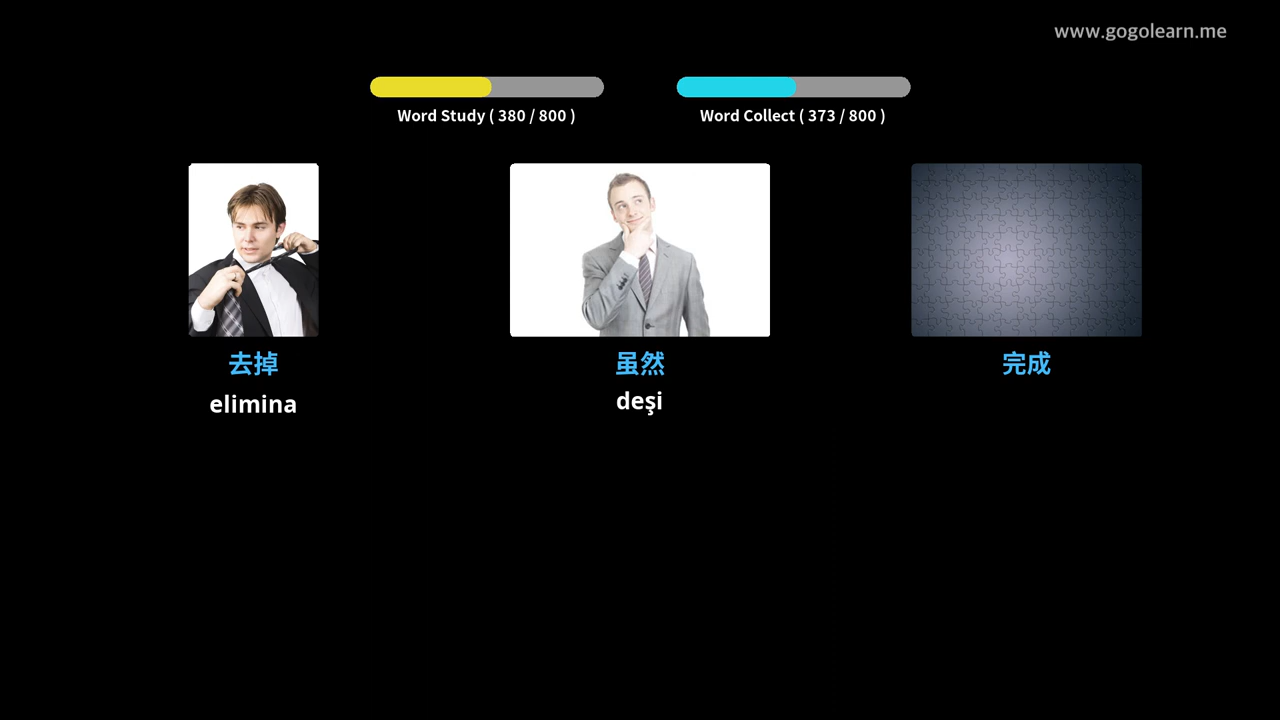 www.gogolearn.me
Word Study ( 380 / 800 )
Word Collect ( 373 / 800 )
去掉
虽然
完成
elimina
deşi